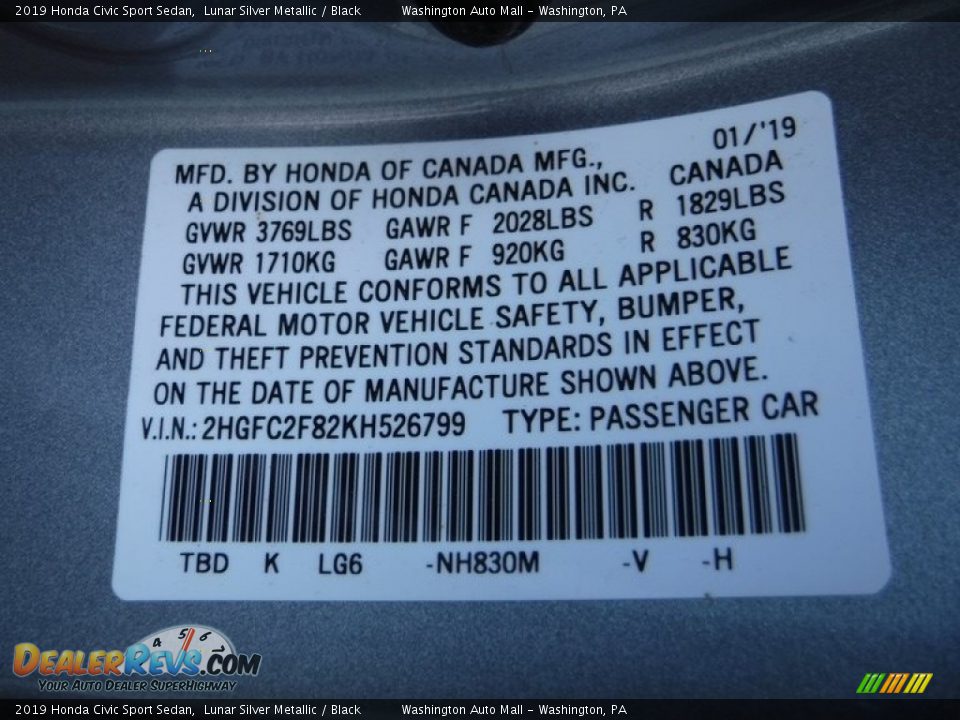 2019 Honda Civic Sport Sedan,  Lunar Silver Metallic / Black    Washington Auto Mall – Washington, PA
01/'19
MFD. BY HONDA OF CANADA MFG.,
A DIVISION OF HONDA CANADA INC.  CANADA
GVWR 3769LBS  GAWR F 2028LBS  R 1829LBS
GVWR 1710KG  GAWR F 920KG  R 830KG
THIS VEHICLE CONFORMS TO ALL APPLICABLE
FEDERAL MOTOR VEHICLE SAFETY, BUMPER,
AND THEFT PREVENTION STANDARDS IN EFFECT
ON THE DATE OF MANUFACTURE SHOWN ABOVE.
V.I.N.: 2HGFC2F82KH526799  TYPE: PASSENGER CAR
TBD  K  LG6  -NH830M  -V  -H
4 5 6
DEALERREVS.COM
YOUR AUTO DEALER SUPERHIGHWAY
2019 Honda Civic Sport Sedan,  Lunar Silver Metallic / Black    Washington Auto Mall – Washington, PA